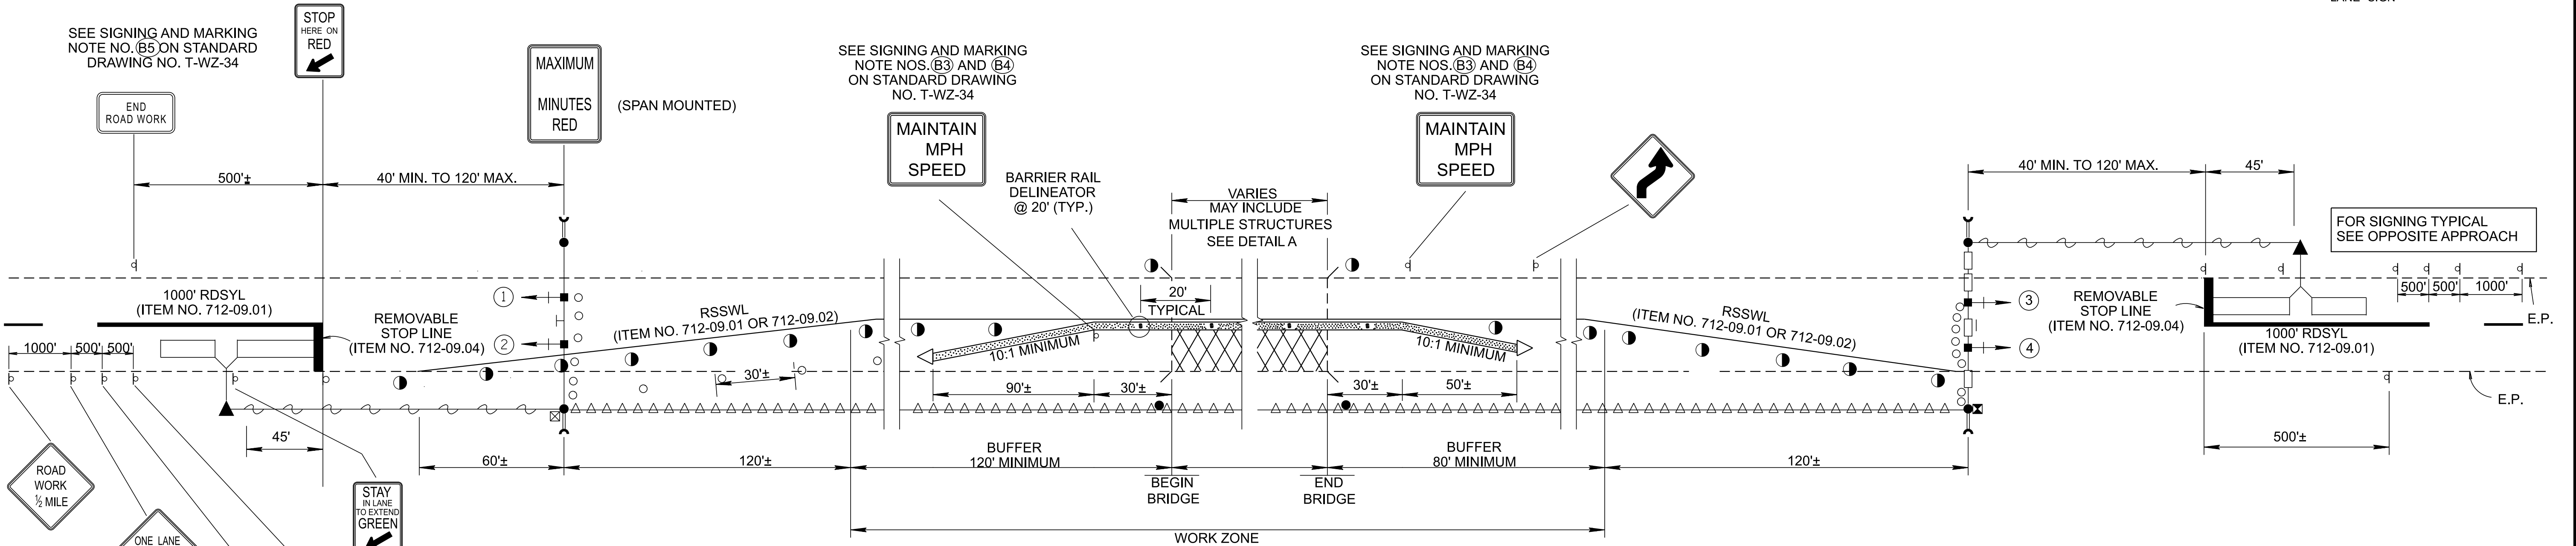 LANE SIGN
SEE SIGNING AND MARKING
NOTE NO. B5 ON STANDARD
DRAWING NO. T-WZ-34
STOP
HERE ON
RED
END
ROAD WORK
MAXIMUM
MINUTES
RED
(SPAN MOUNTED)
SEE SIGNING AND MARKING
NOTE NOS. B3 AND B4
ON STANDARD DRAWING
NO. T-WZ-34
MAINTAIN
MPH
SPEED
BARRIER RAIL
DELINEATOR
@ 20' (TYP.)
SEE SIGNING AND MARKING
NOTE NOS. B3 AND B4
ON STANDARD DRAWING
NO. T-WZ-34
MAINTAIN
MPH
SPEED
VARIES
MAY INCLUDE
MULTIPLE STRUCTURES
SEE DETAIL A
500'±
40' MIN. TO 120' MAX.
40' MIN. TO 120' MAX.
45'
FOR SIGNING TYPICAL
SEE OPPOSITE APPROACH
1000' RDSYL
(ITEM NO. 712-09.01)
REMOVABLE
STOP LINE
(ITEM NO. 712-09.04)
1
2
RSSWL
(ITEM NO. 712-09.01 OR 712-09.02)
20'
TYPICAL
10:1 MINIMUM
10:1 MINIMUM
RSSWL
(ITEM NO. 712-09.01 OR 712-09.02)
3
4
REMOVABLE
STOP LINE
(ITEM NO. 712-09.04)
500'
500'
1000'
E.P.
1000' RDSYL
(ITEM NO. 712-09.01)
1000'
500'
500'
30'±
90'±
30'±
30'±
50'±
E.P.
45'
60'±
120'±
BUFFER
120' MINIMUM
BUFFER
80' MINIMUM
120'±
500'±
BEGIN
BRIDGE
END
BRIDGE
ROAD
WORK
½ MILE
ONE LANE
STAY
IN LANE
TO EXTEND
GREEN
WORK ZONE